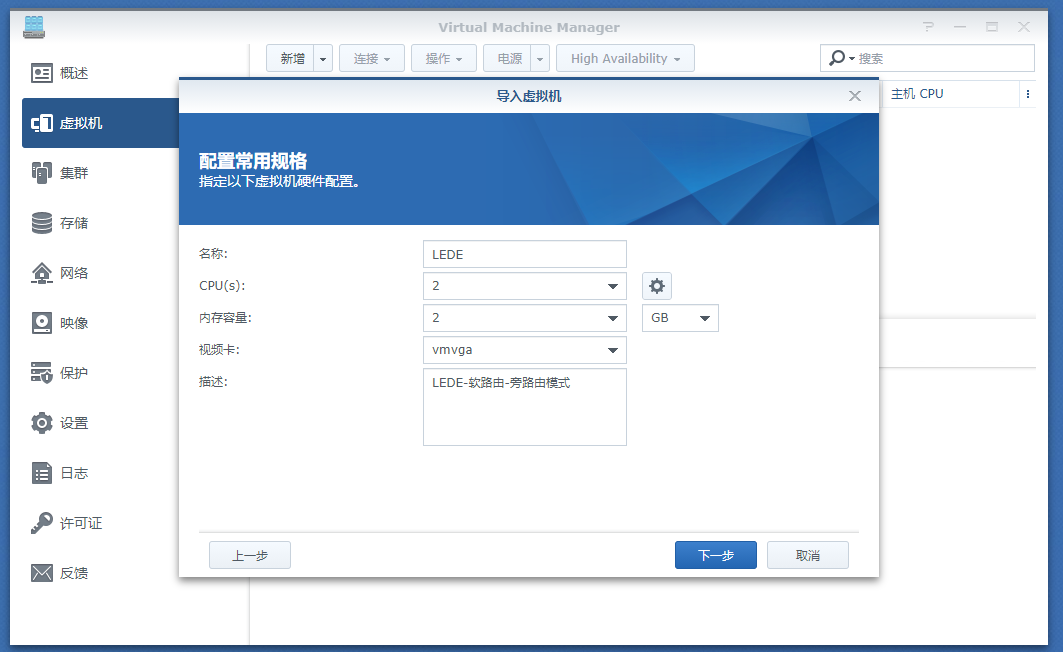 Virtual Machine Manager
新增
连接
操作
电源
High Availability
搜索
概述
虚拟机
集群
存储
网络
映像
保护
设置
日志
许可证
反馈
主机 CPU
导入虚拟机
配置常用规格
指定以下虚拟机硬件配置。
名称: LEDE
CPU(s): 2
内存容量: 2 GB
视频卡: vmvga
描述: LEDE-软路由-旁路由模式
上一步
下一步
取消